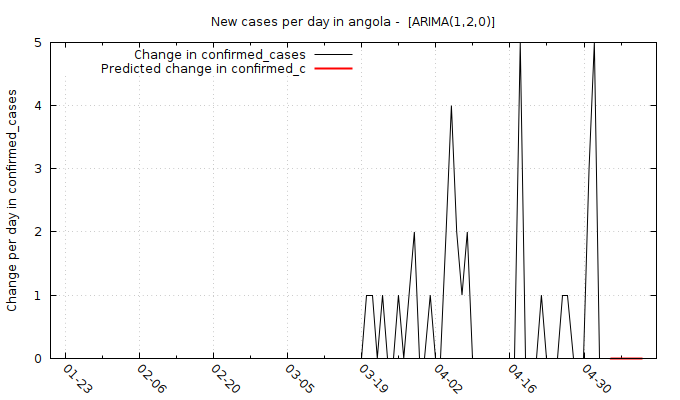 New cases per day in angola -  [ARIMA(1,2,0)]
Change in confirmed_cases
Predicted change in confirmed_c
Change per day in confirmed_cases
5
4
3
2
1
0
01-23 02-06 02-20 03-05 03-19 04-02 04-16 04-30